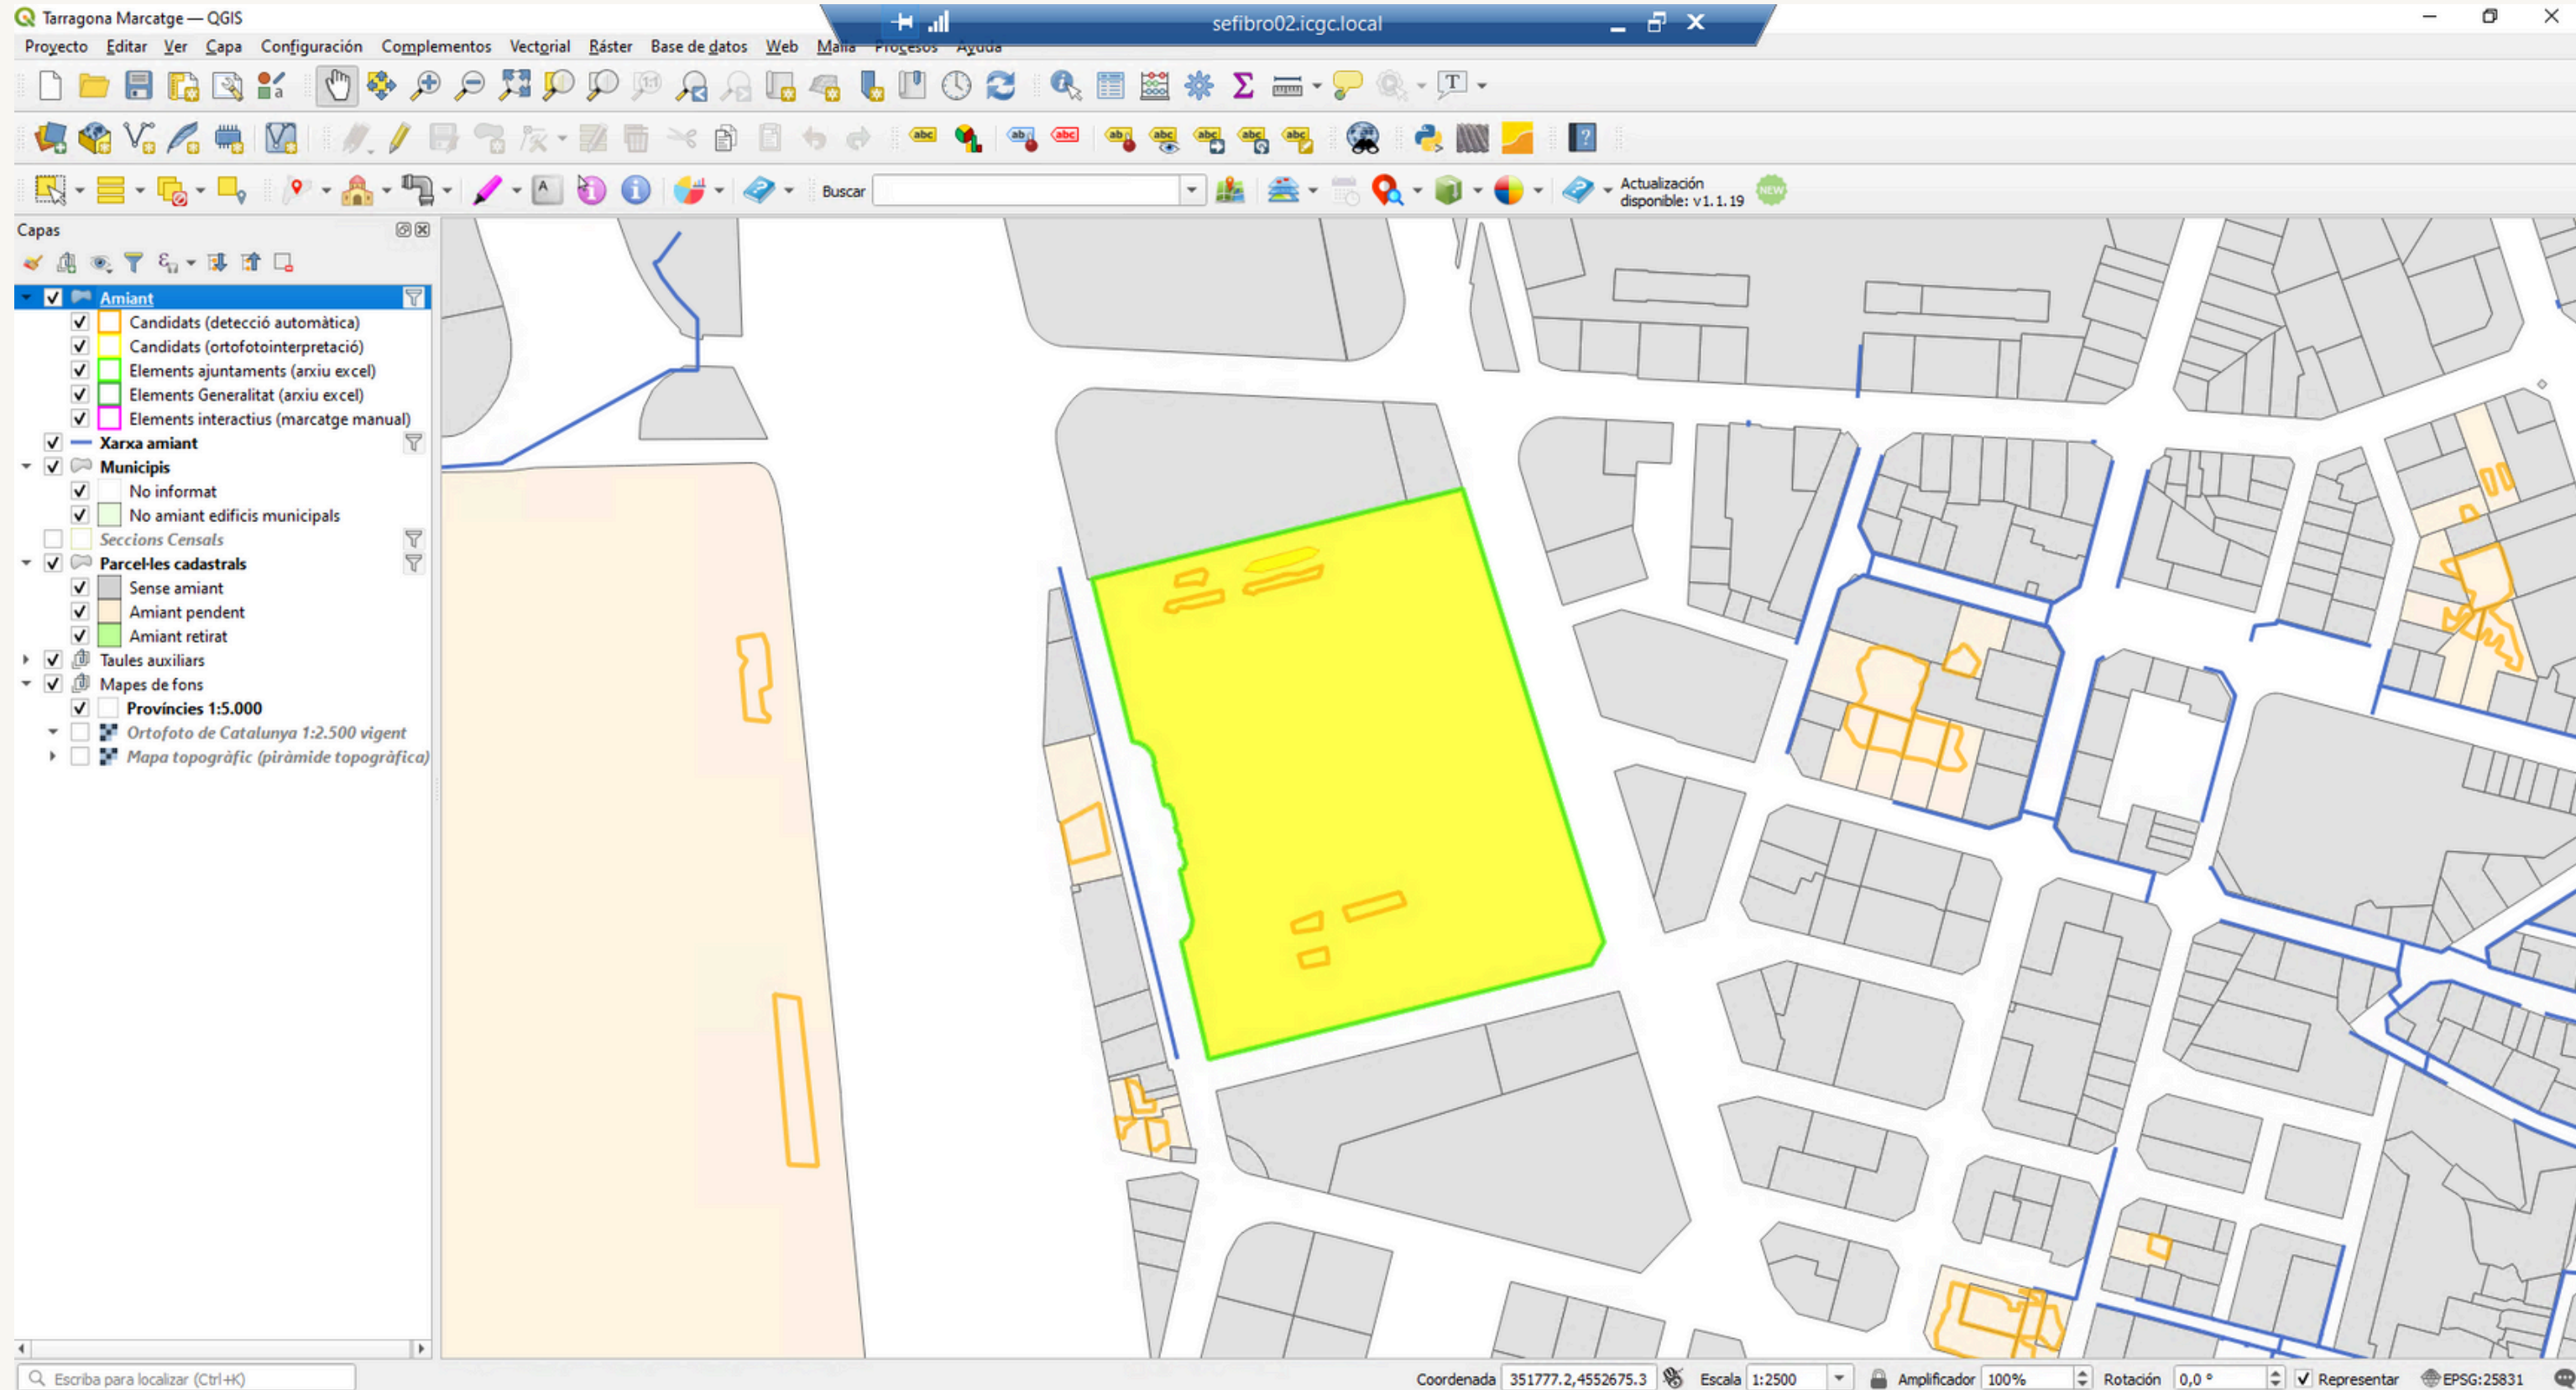 Tarragona Marcatge — QGIS
sefibro02.icgc.local
Proyecto Editar Ver Capa Configuración Complementos Vectorial Ráster Base de datos Web Malla Procesos Ayuda
Buscar
Actualización
disponible: v1.1.19
NEW
Capas
Amiant
Candidats (detecció automàtica)
Candidats (ortofotointerpretació)
Elements ajuntaments (arxiu excel)
Elements Generalitat (arxiu excel)
Elements interactius (marcatge manual)
Xarxa amiant
Municipis
No informat
No amiant edificis municipals
Seccions Censals
Parcel·les cadastrals
Sense amiant
Amiant pendent
Amiant retirat
Taules auxiliars
Mapes de fons
Províncies 1:5.000
Ortofoto de Catalunya 1:2.500 vigent
Mapa topogràfic (piràmide topogràfica)
Escriba para localizar (Ctrl+K)
Coordenada 351777.2,4552675.3 Escala 1:2500 Amplificador 100% Rotación 0,0 ° Representar EPSG:25831